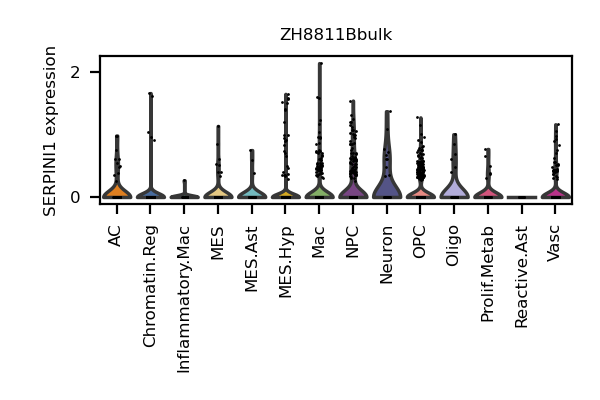 ZH8811Bbulk
SERPINI1 expression
2
0
AC
Chromatin.Reg
Inflammatory.Mac
MES
MES.Ast
MES.Hyp
Mac
NPC
Neuron
OPC
Oligo
Prolif.Metab
Reactive.Ast
Vasc